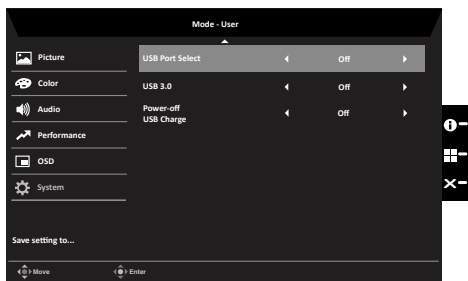 Mode - User
Picture
Color
Audio
Performance
OSD
System
USB Port Select Off
USB 3.0 Off
Power-off
USB Charge Off
Save setting to...
Move Enter